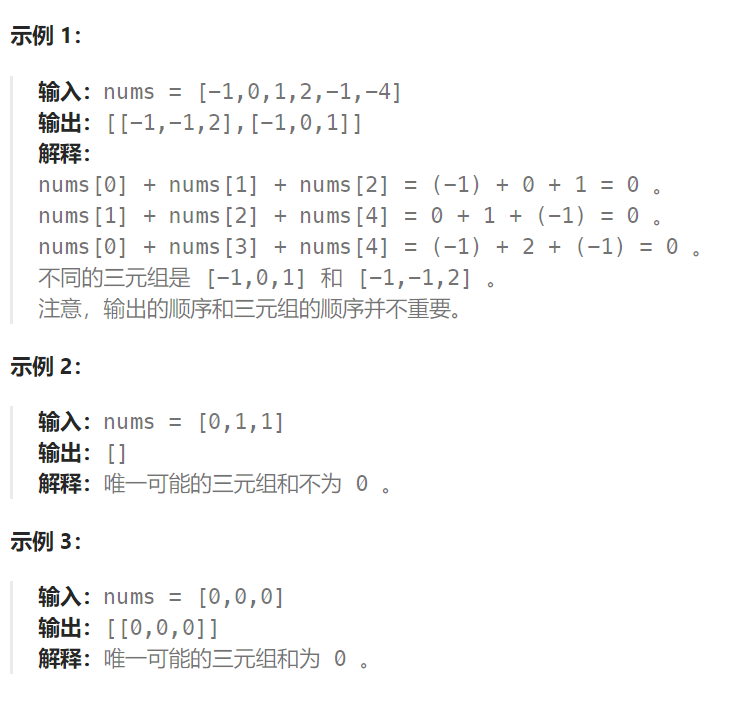 示例 1：
输入：nums = [-1,0,1,2,-1,-4]
输出：[[-1,-1,2],[-1,0,1]]
解释：
nums[0] + nums[1] + nums[2] = (-1) + 0 + 1 = 0 。
nums[1] + nums[2] + nums[4] = 0 + 1 + (-1) = 0 。
nums[0] + nums[3] + nums[4] = (-1) + 2 + (-1) = 0 。
不同的三元组是 [-1,0,1] 和 [-1,-1,2] 。
注意，输出的顺序和三元组的顺序并不重要。
示例 2：
输入：nums = [0,1,1]
输出：[]
解释：唯一可能的三元组和不为 0 。
示例 3：
输入：nums = [0,0,0]
输出：[[0,0,0]]
解释：唯一可能的三元组和为 0 。